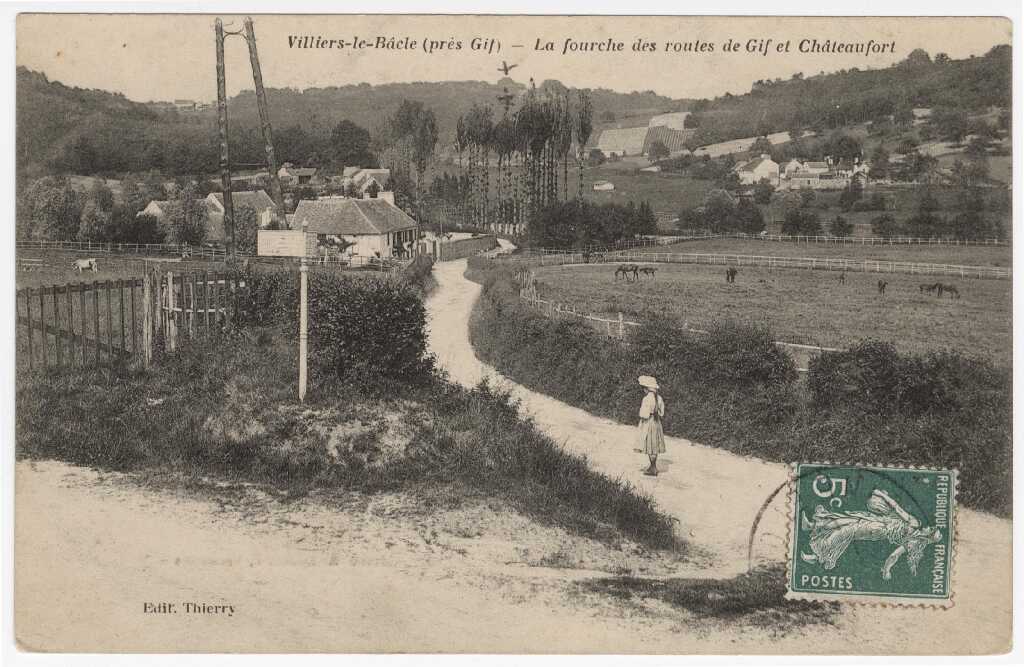 Villiers-le-Bâcle (près Gif) — La fourche des routes de Gif et Châteaufort
5c
REPUBLIQUE FRANÇAISE
POSTES
Edit. Thierry